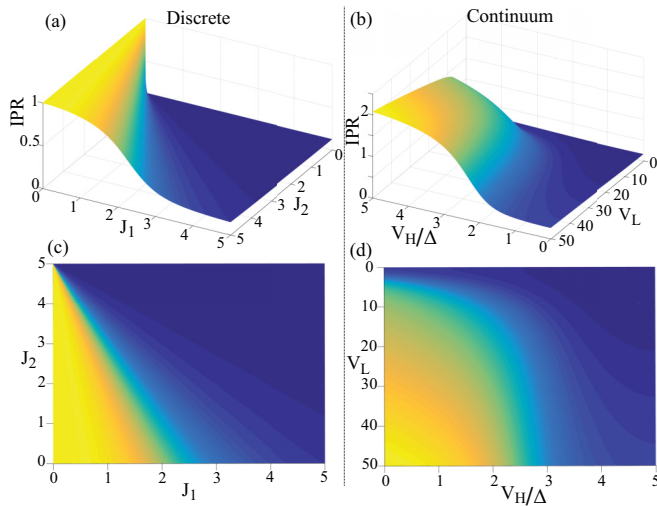 (a) Discrete
IPR
1
0.5
0
0 1 2 3 4 5
J1
5 4 3 2 1 0
J2
(b) Continuum
IPR
2
1
0
5 4 3 2 1 0
VH/Δ
50 40 30 20 10 0
VL
(c)
5
4
3
J2
2
1
0
0 1 2 3 4 5
J1
(d)
0
10
20
VL
30
40
50
0 1 2 3 4 5
VH/Δ